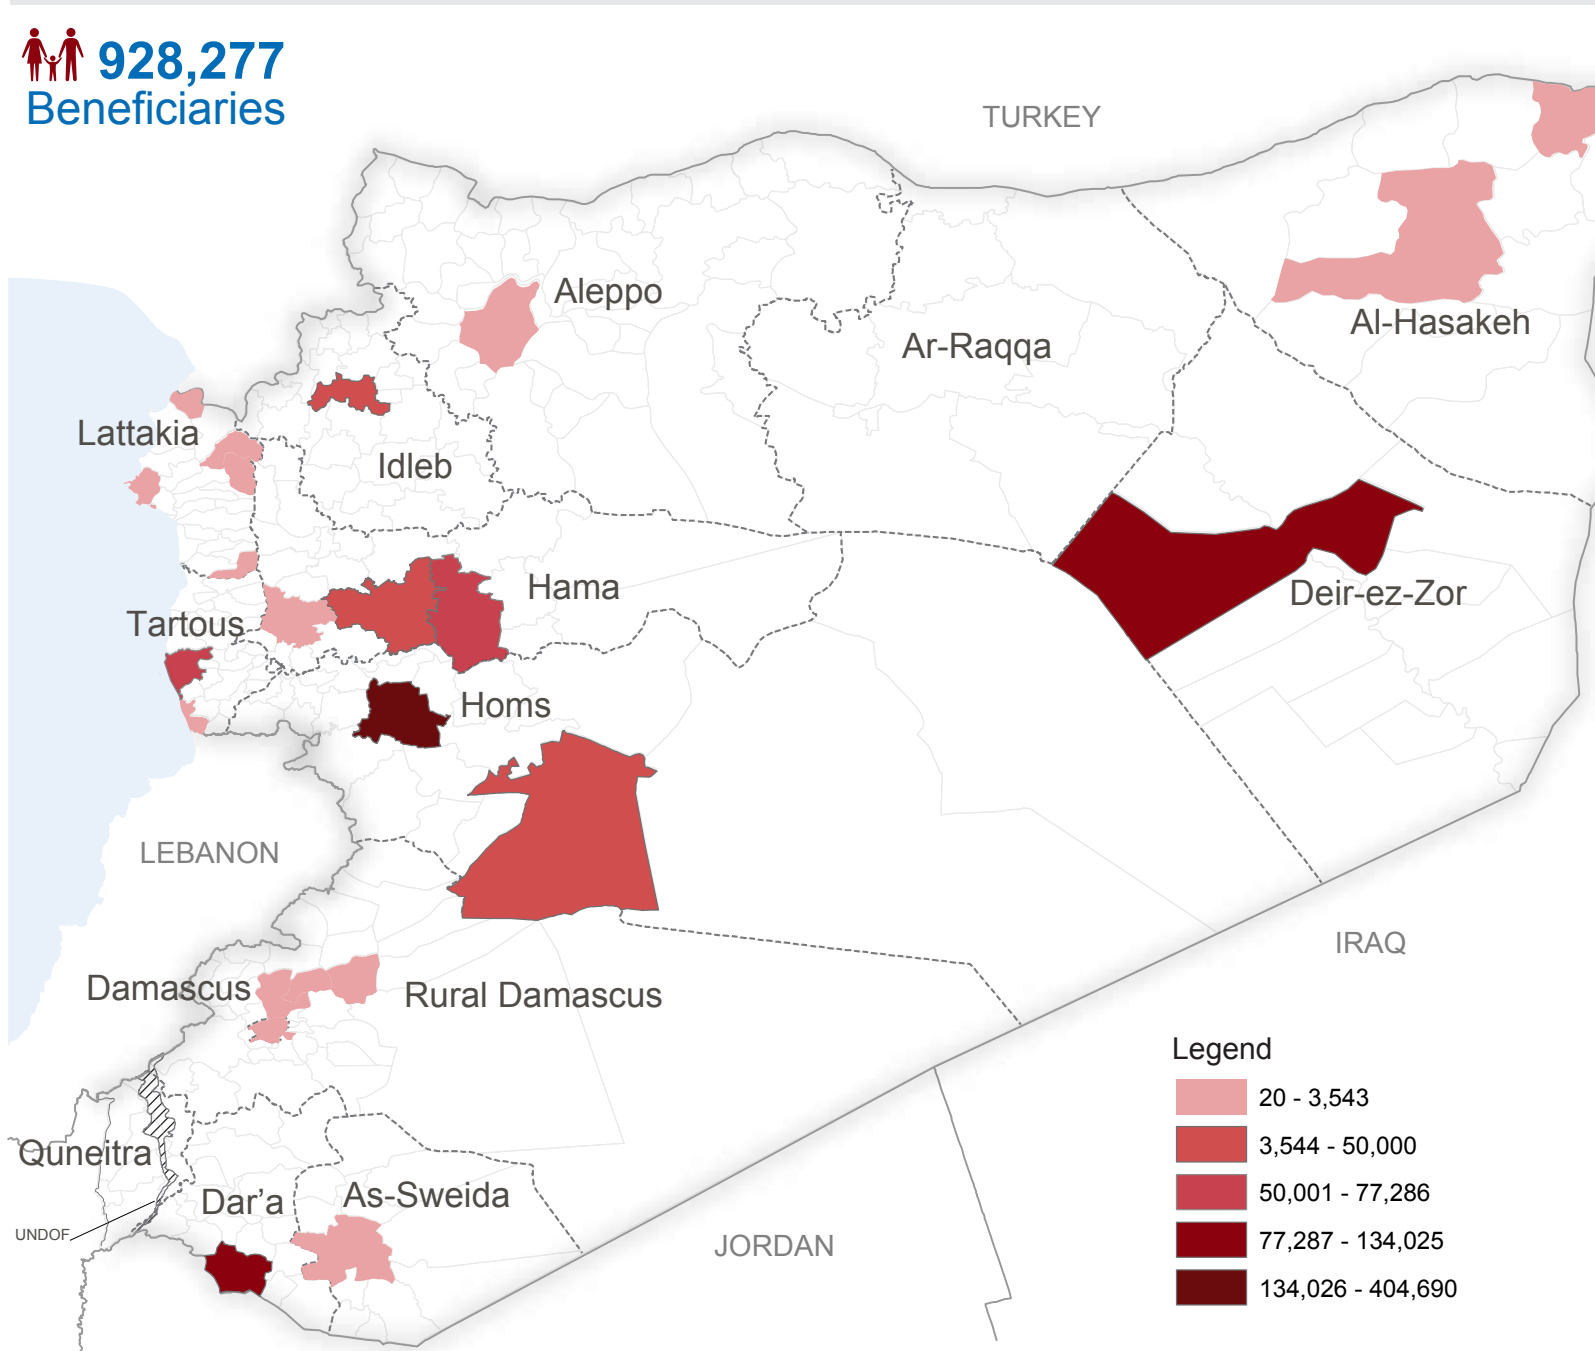 928,277
Beneficiaries
TURKEY
Aleppo
Al-Hasakeh
Ar-Raqqa
Lattakia
Idleb
Hama
Deir-ez-Zor
Tartous
Homs
LEBANON
IRAQ
Damascus
Rural Damascus
Quneitra
Dar’a
As-Sweida
UNDOF
JORDAN
Legend
20 - 3,543
3,544 - 50,000
50,001 - 77,286
77,287 - 134,025
134,026 - 404,690